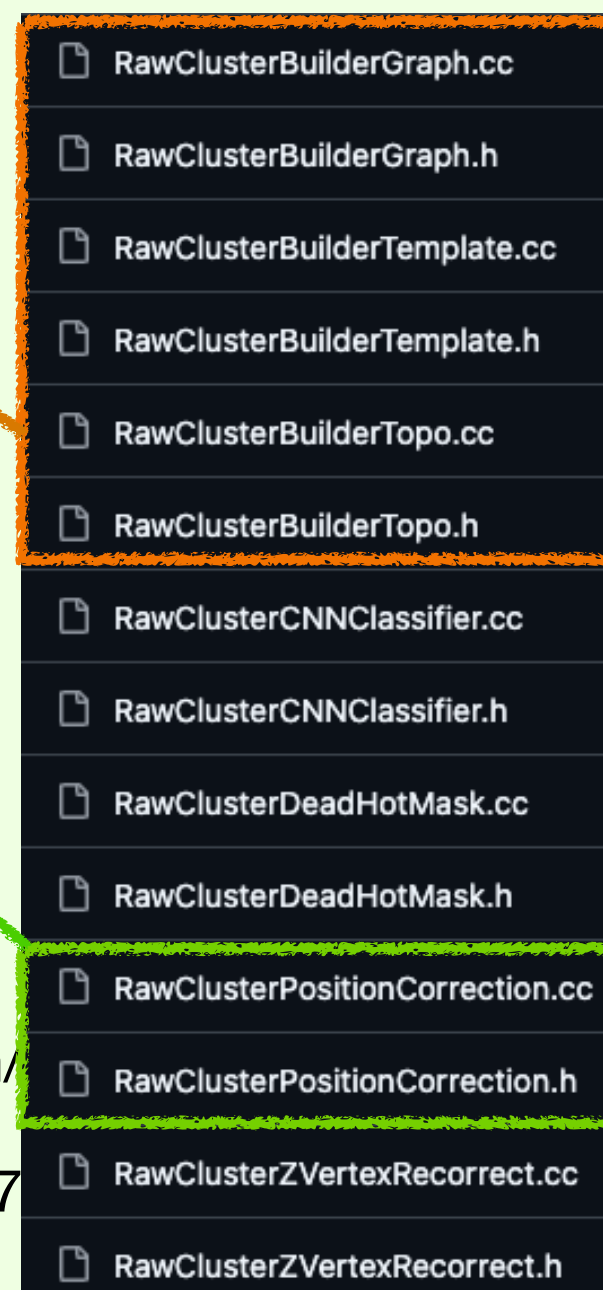 RawClusterBuilderGraph.cc
RawClusterBuilderGraph.h
RawClusterBuilderTemplate.cc
RawClusterBuilderTemplate.h
RawClusterBuilderTopo.cc
RawClusterBuilderTopo.h
RawClusterCNNClassifier.cc
RawClusterCNNClassifier.h
RawClusterDeadHotMask.cc
RawClusterDeadHotMask.h
RawClusterPositionCorrection.cc
RawClusterPositionCorrection.h
7
RawClusterZVertexRecorrect.cc
RawClusterZVertexRecorrect.h